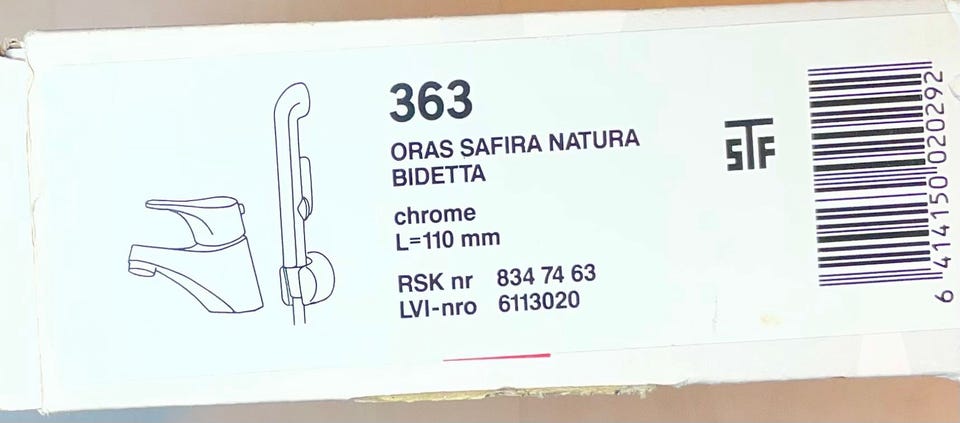 363
ORAS SAFIRA NATURA
BIDETTA
chrome
L=110 mm
RSK nr 834 74 63
LVI-nro 6113020
STF
6 414150 020292